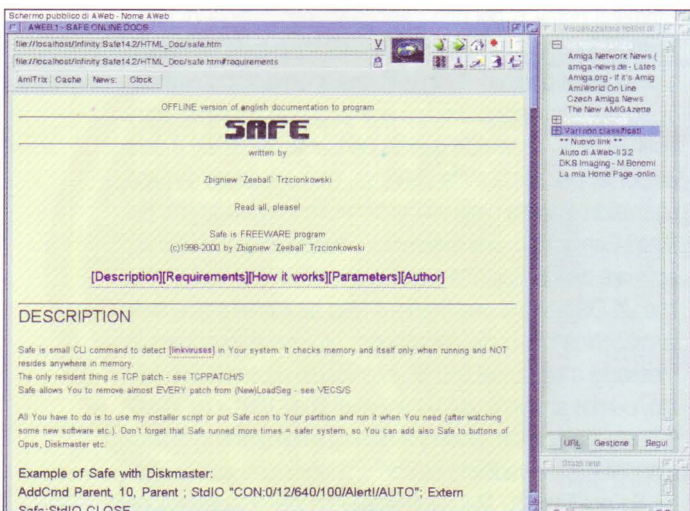 Schermo pubblico di AWeb - Nome AWeb
AWEB.1 - SAFE ONLINE DOCS
file://localhost/Infinity:Safe14.2/HTML_Doc/safe.htm
file://localhost/Infinity:Safe14.2/HTML_Doc/safe.htm#requirements
AmiTrix Cache News: Clock
OFFLINE version of english documentation to program
SAFE
written by
Zbigniew `Zeeball` Trzcionkowski
Read all, please!
Safe is FREEWARE program
(c)1998-2000 by Zbigniew `Zeeball` Trzcionkowski
[Description][Requirements][How it works][Parameters][Author]
DESCRIPTION
Safe is small CLI command to detect [linkviruses] in Your system. It checks memory and itself only when running and NOT
resides anywhere in memory.
The only resident thing is TCP patch - see TCPPATCH/S
Safe allows You to remove almost EVERY patch from (New)LoadSeg - see VECS/S
All You have to do is to use my installer script or put Safe icon to Your partition and run it when You need (after watching
some new software etc.). Don't forget that Safe runned more times = safer system, so You can add also Safe to buttons of
Opus, Diskmaster etc.
Example of Safe with Diskmaster:
AddCmd Parent, 10, Parent ; StdIO "CON:0/12/640/100/Alert!/AUTO"; Extern
Safe;StdIO CLOSE
Visualizzatore hotlist di
Amiga Network News (
amiga-news.de - Lates
Amiga.org - If it's Amig
AmiWorld On Line
Czech Amiga News
The New AMIGAzette
Vari non classificati
** Nuovo link **
Aiuto di AWeb-II 3.2
DKS Imaging - M.Bonomi
La mia Home Page -onlin
URL Gestione Segui
Stato rete